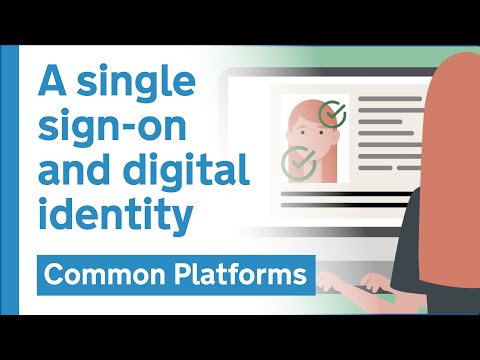 A single
sign-on
and digital
identity
Common Platforms